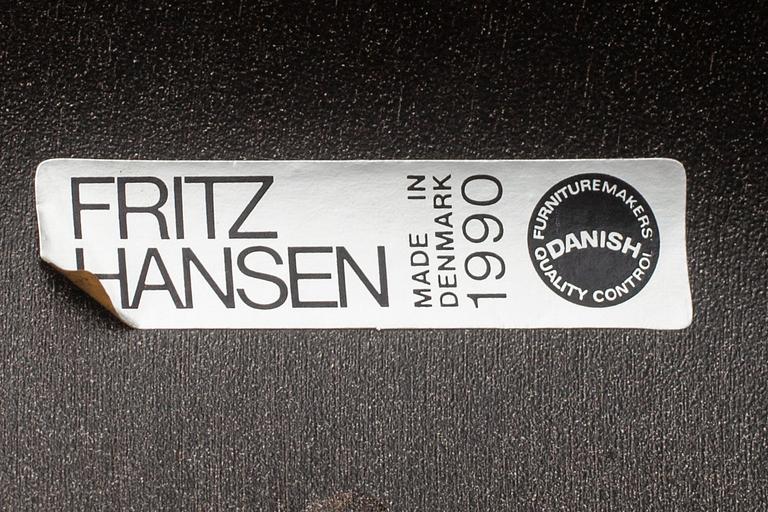 FRITZ
HANSEN
MADE IN
DENMARK
1990
FURNITUREMAKERS
DANISH
QUALITY CONTROL